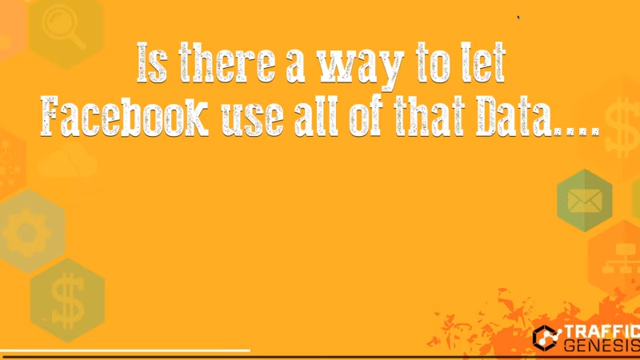 Is there a way to let
Facebook use all of that Data....
TRAFFIC
GENESIS